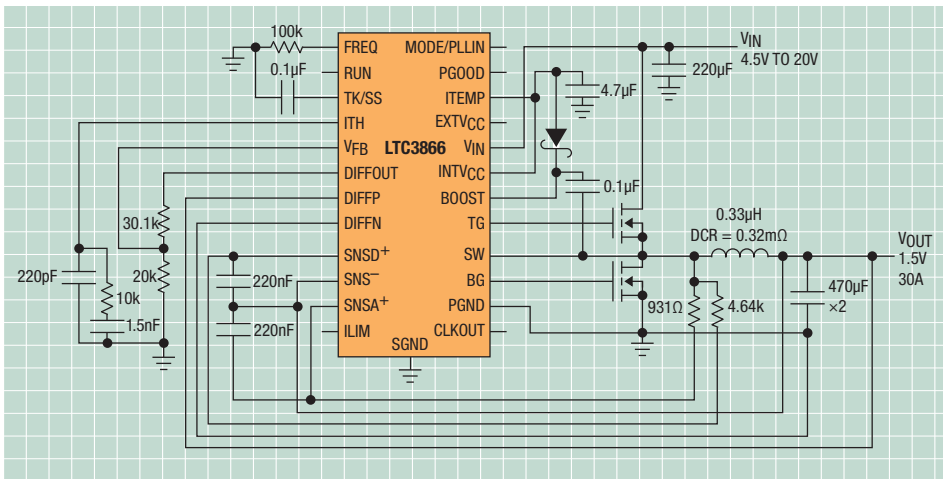 100k
0.1µF
220pF
10k
1.5nF
30.1k
20k
220nF
220nF
FREQ
RUN
TK/SS
ITH
VFB
DIFFOUT
DIFFP
DIFFN
SNSD+
SNS–
SNSA+
ILIM
LTC3866
SGND
MODE/PLLIN
PGOOD
ITEMP
EXTVCC
VIN
INTVCC
BOOST
TG
SW
BG
PGND
CLKOUT
4.7µF
0.1µF
220µF
VIN
4.5V TO 20V
0.33µH
DCR = 0.32mΩ
931Ω
4.64k
470µF
×2
VOUT
1.5V
30A